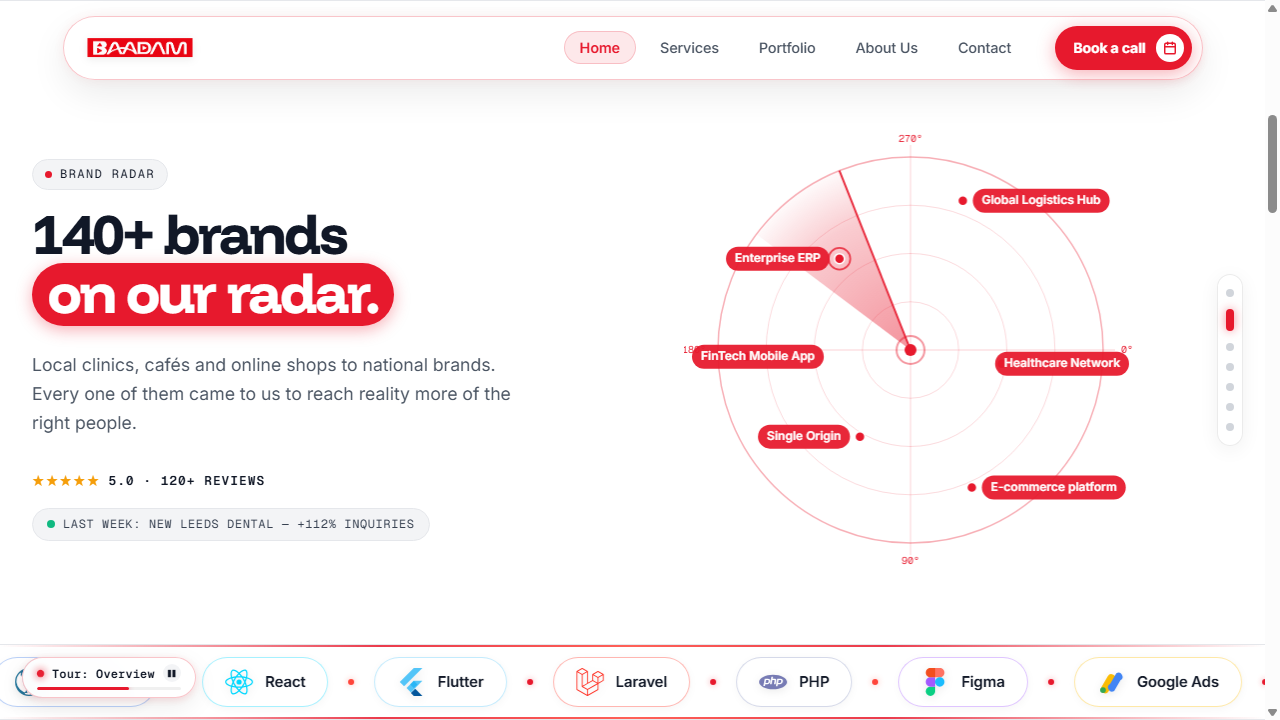 BAADAM
Home
Services
Portfolio
About Us
Contact
Book a call
BRAND RADAR
140+ brands
on our radar.
Local clinics, cafés and online shops to national brands.
Every one of them came to us to reach reality more of the
right people.
★★★★★ 5.0 · 120+ REVIEWS
LAST WEEK: NEW LEEDS DENTAL — +112% INQUIRIES
270°
Global Logistics Hub
Enterprise ERP
FinTech Mobile App
0°
Healthcare Network
Single Origin
E-commerce platform
90°
Tour: Overview
React
Flutter
Laravel
php
PHP
Figma
Google Ads